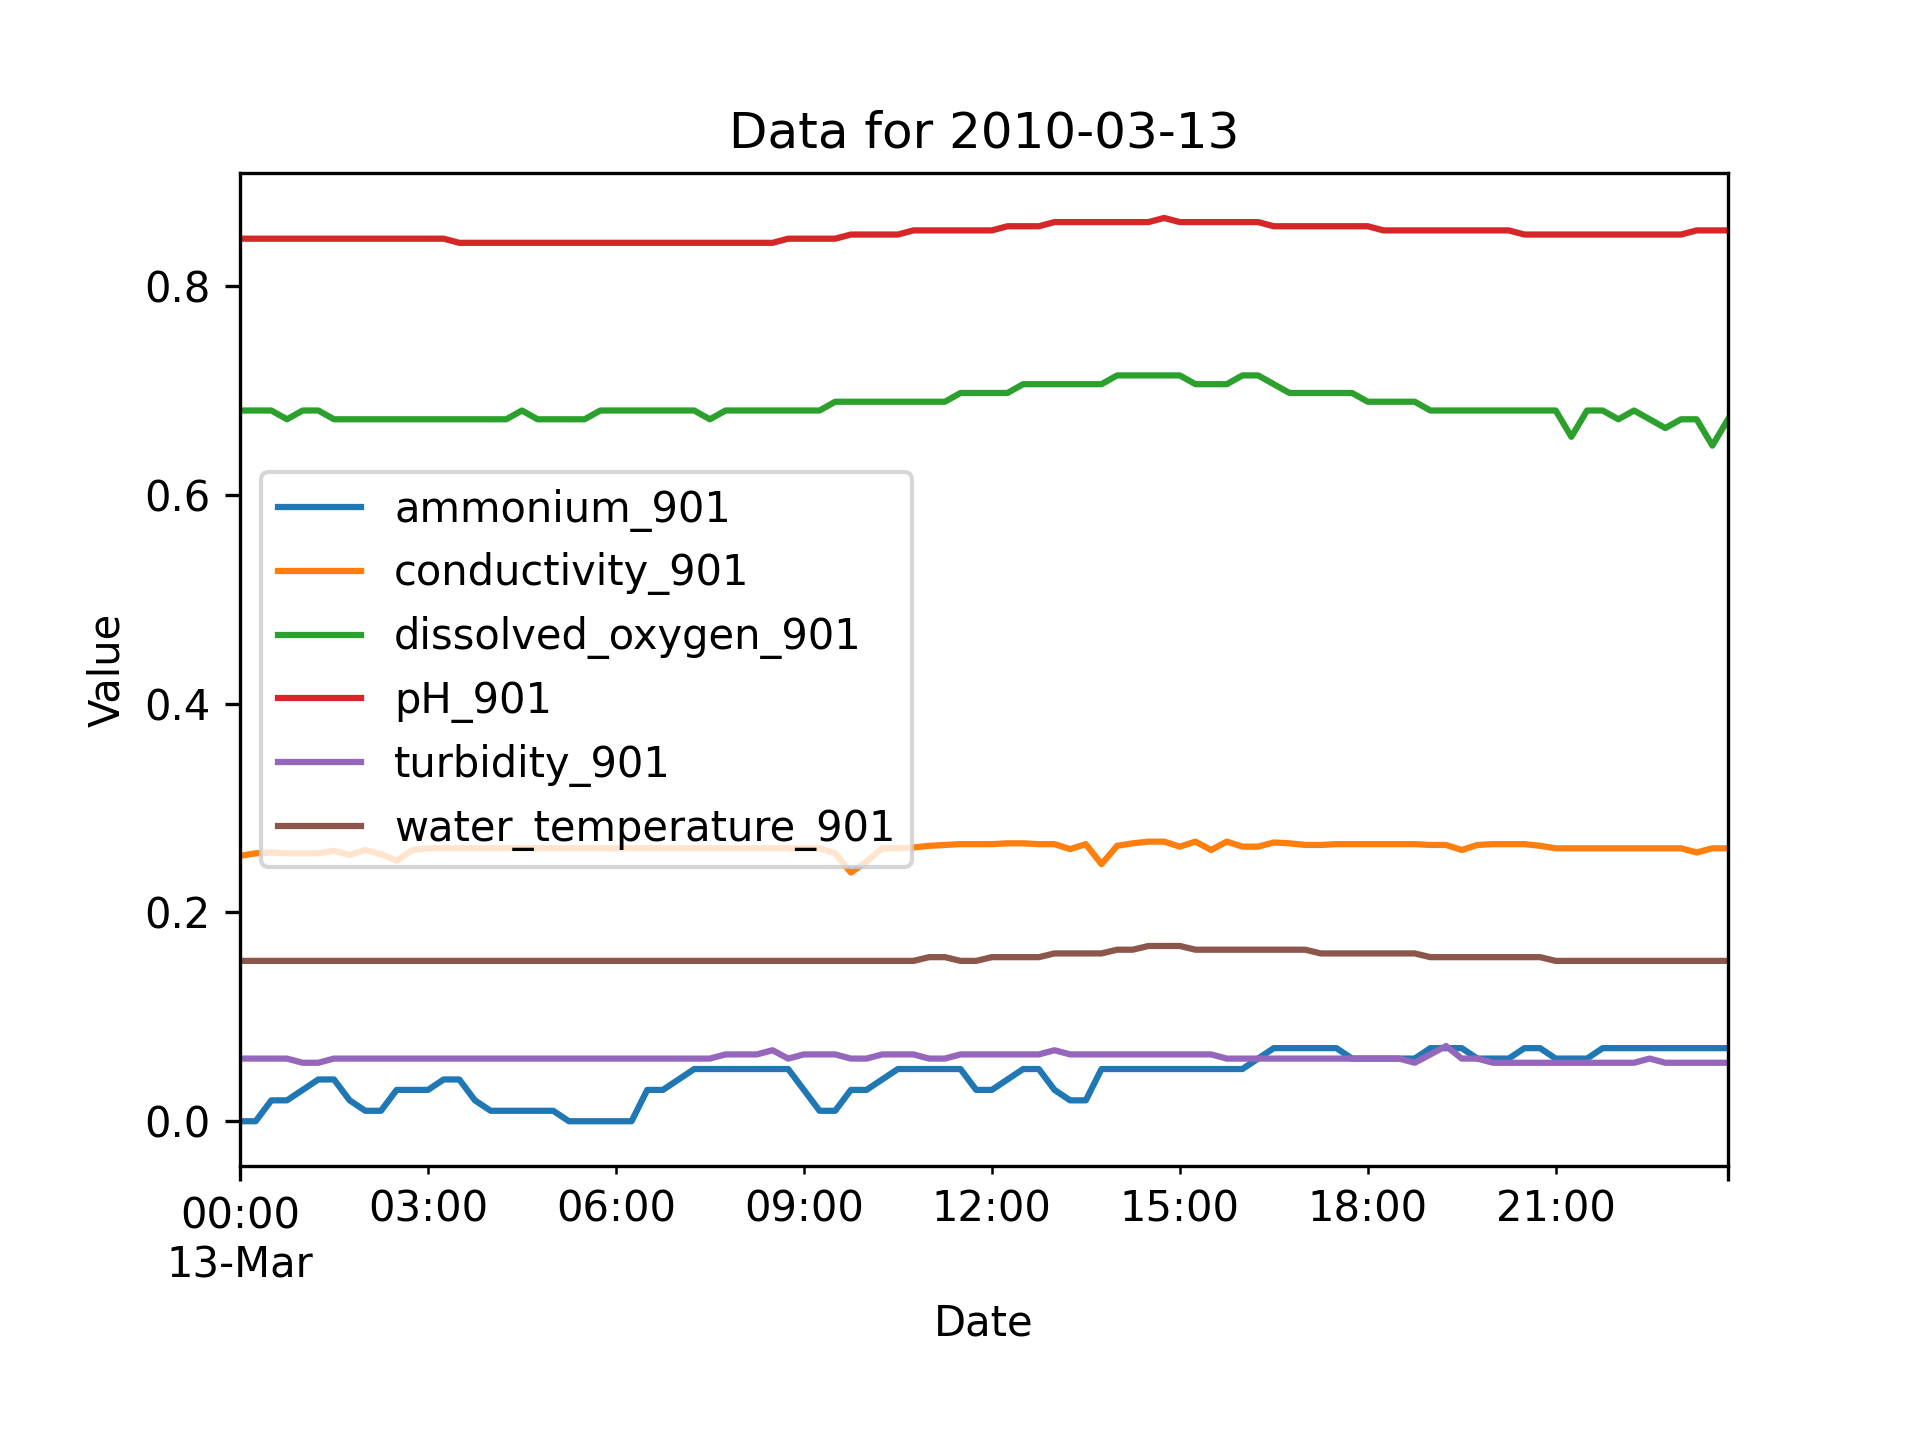 Data for 2010-03-13
Value
0.8
0.6
0.4
0.2
0.0
ammonium_901
conductivity_901
dissolved_oxygen_901
pH_901
turbidity_901
water_temperature_901
00:00 03:00 06:00 09:00 12:00 15:00 18:00 21:00
13-Mar
Date